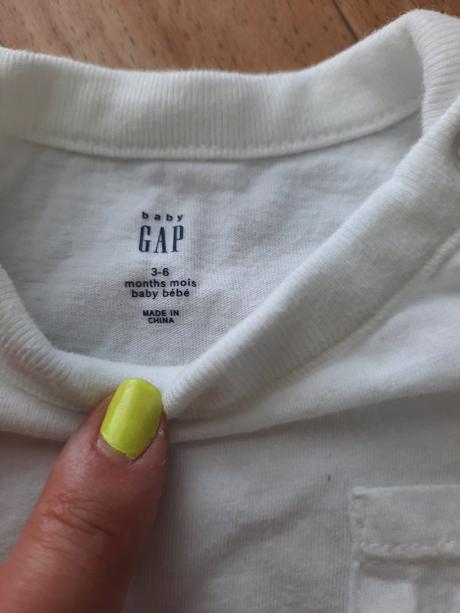 baby
GAP
3-6
months mois
baby bébé
MADE IN
CHINA